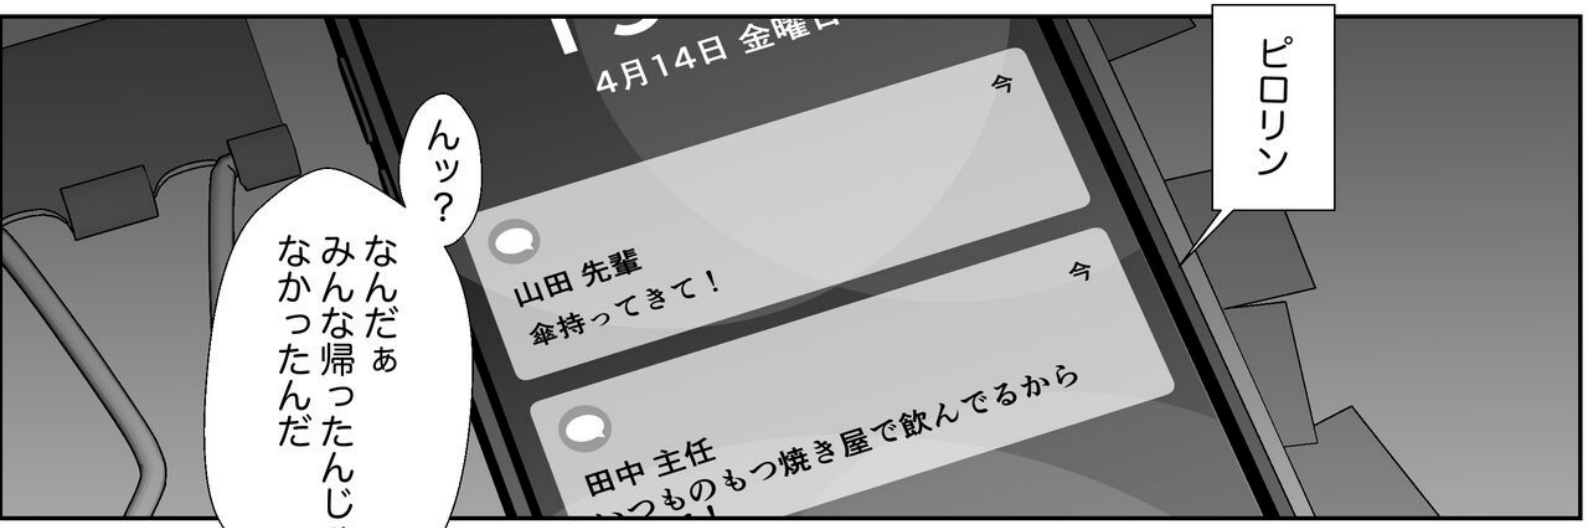 ピロリン
4月14日 金曜日
今
山田 先輩
傘持ってきて！
今
田中 主任
いつものもつ焼き屋で飲んでるから
んッ？
なんだぁ
みんな帰ったんじ
なかったんだ